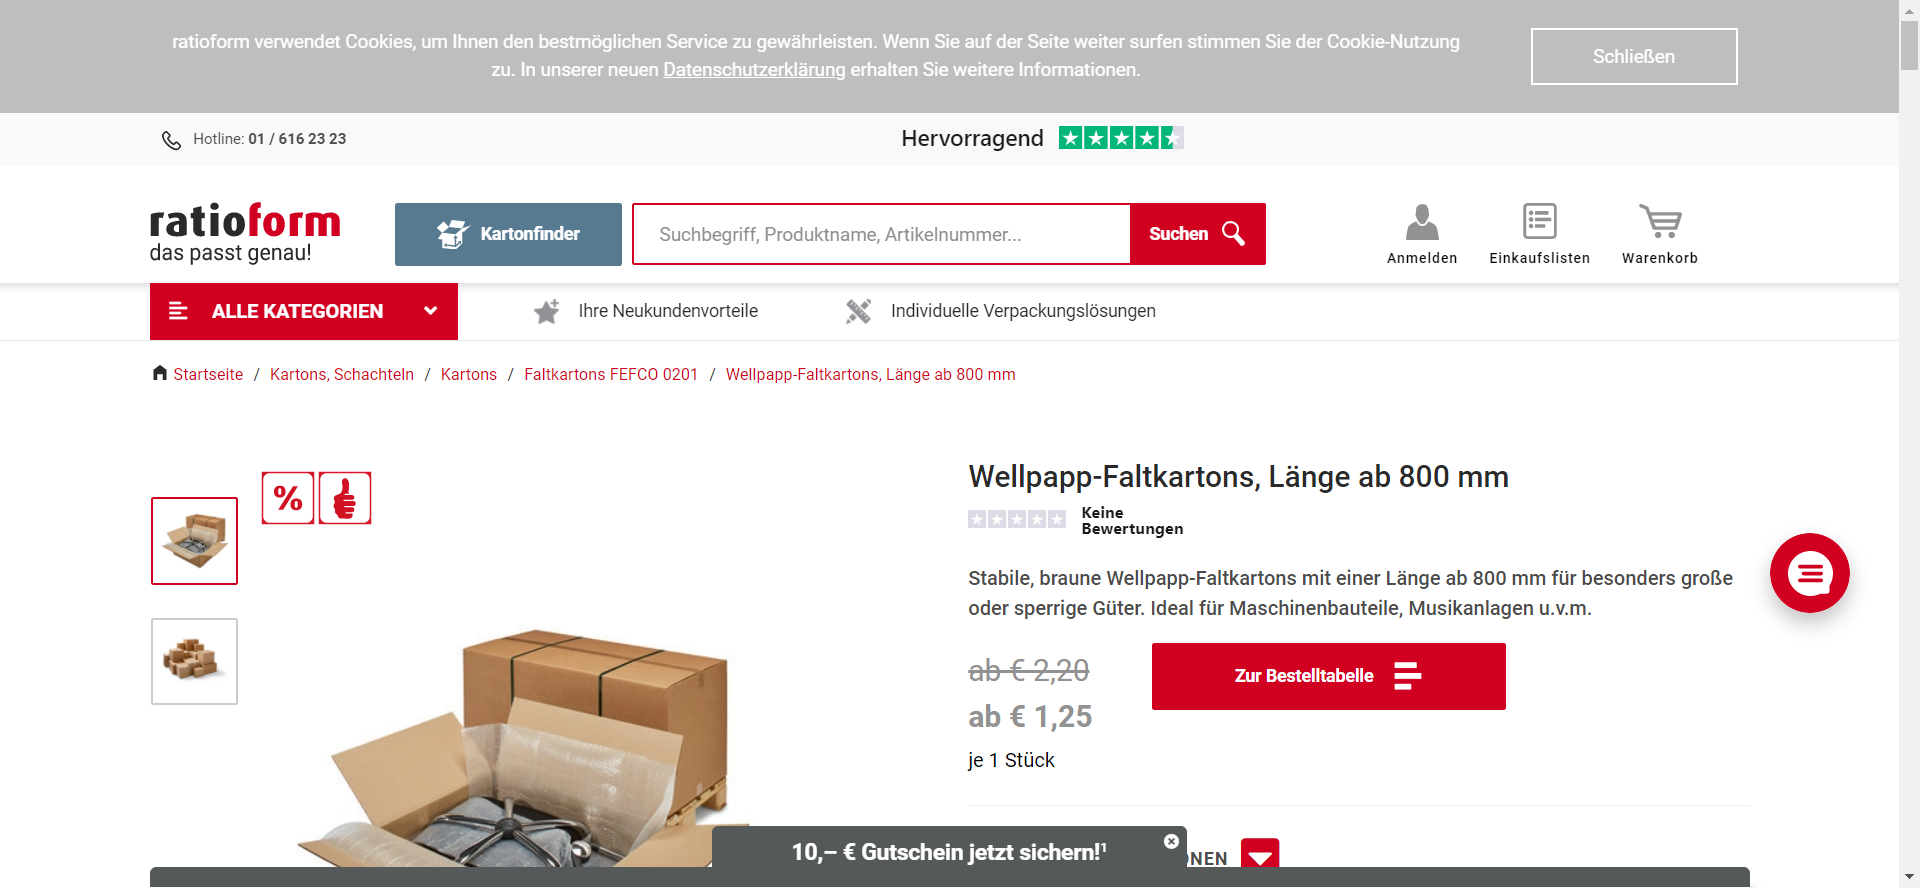 ratioform verwendet Cookies, um Ihnen den bestmöglichen Service zu gewährleisten. Wenn Sie auf der Seite weiter surfen stimmen Sie der Cookie-Nutzung
zu. In unserer neuen Datenschutzerklärung erhalten Sie weitere Informationen.
Schließen
Hotline: 01 / 616 23 23
Hervorragend
ratioform
das passt genau!
Kartonfinder
Suchbegriff, Produktname, Artikelnummer...
Suchen
Anmelden
Einkaufslisten
Warenkorb
ALLE KATEGORIEN
Ihre Neukundenvorteile
Individuelle Verpackungslösungen
Startseite / Kartons, Schachteln / Kartons / Faltkartons FEFCO 0201 / Wellpapp-Faltkartons, Länge ab 800 mm
%
Wellpapp-Faltkartons, Länge ab 800 mm
Keine
Bewertungen
Stabile, braune Wellpapp-Faltkartons mit einer Länge ab 800 mm für besonders große
oder sperrige Güter. Ideal für Maschinenbauteile, Musikanlagen u.v.m.
ab € 2,20
ab € 1,25
je 1 Stück
Zur Bestelltabelle
10,– € Gutschein jetzt sichern!¹